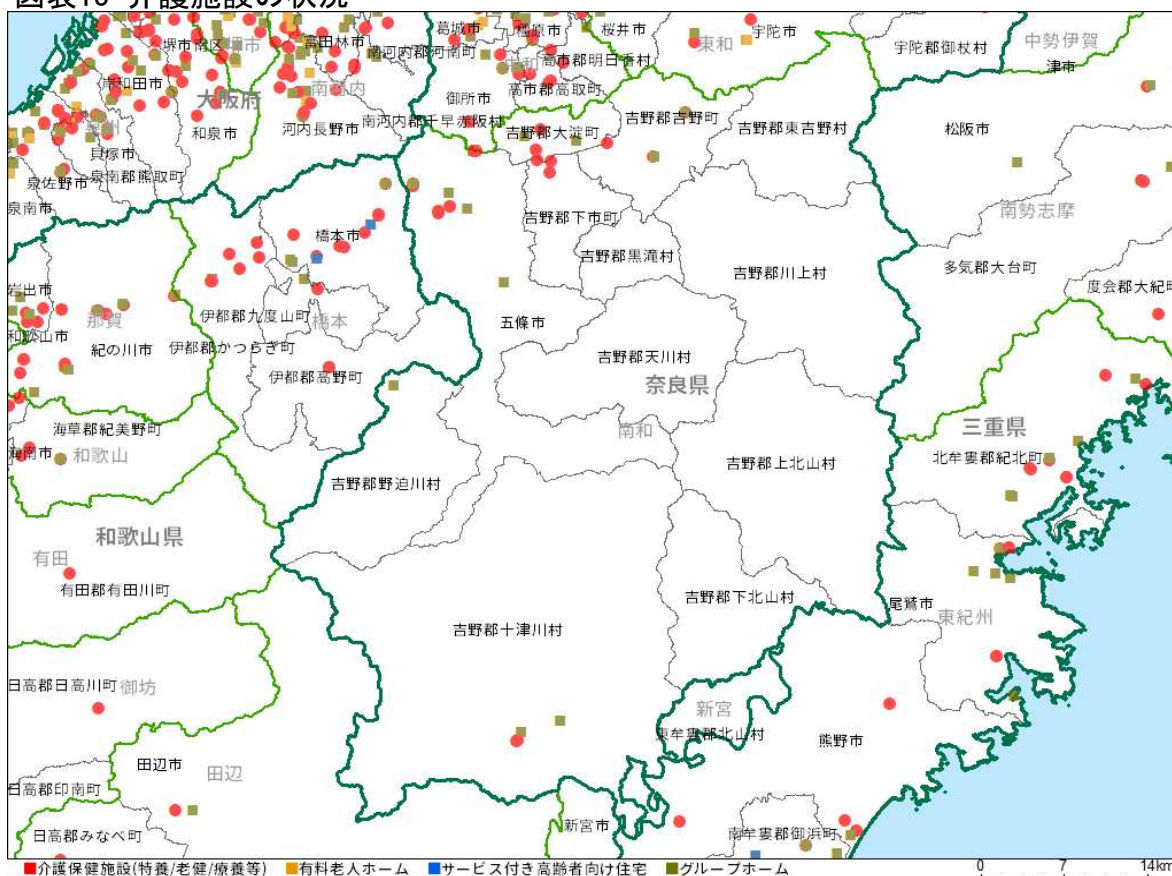 図表16 介護施設の状況
葛城市 橿原市 桜井市 東和 宇陀市 宇陀郡御杖村 中勢伊賀
堺市南区 富田林市 南河内郡河南町 中和 高市郡明日香村 津市
岸和田市 大阪府 南河内 御所市 高市郡高取町
泉州 和泉市 河内長野市 南河内郡千早赤阪村 吉野郡大淀町 吉野郡吉野町 吉野郡東吉野村 松阪市
貝塚市
泉佐野市 泉南郡熊取町
泉南市 橋本市 吉野郡下市町 南勢志摩
吉野郡黒滝村 吉野郡川上村 多気郡大台町
岩出市 度会郡大紀町
那賀 伊都郡九度山町 橋本 五條市
和歌山市 紀の川市 伊都郡かつらぎ町 吉野郡天川村
伊都郡高野町 奈良県
海草郡紀美野町 南和 三重県
海南市 和歌山 吉野郡上北山村 北牟婁郡紀北町
吉野郡野迫川村
和歌山県
有田
有田郡有田川町 吉野郡下北山村 尾鷲市
吉野郡十津川村 東紀州
日高郡日高川町 御坊 新宮
東牟婁郡北山村 熊野市
田辺市 田辺
日高郡印南町
日高郡みなべ町 新宮市 南牟婁郡御浜町
介護保健施設(特養/老健/療養等) 有料老人ホーム サービス付き高齢者向け住宅 グループホーム 0 7 14km